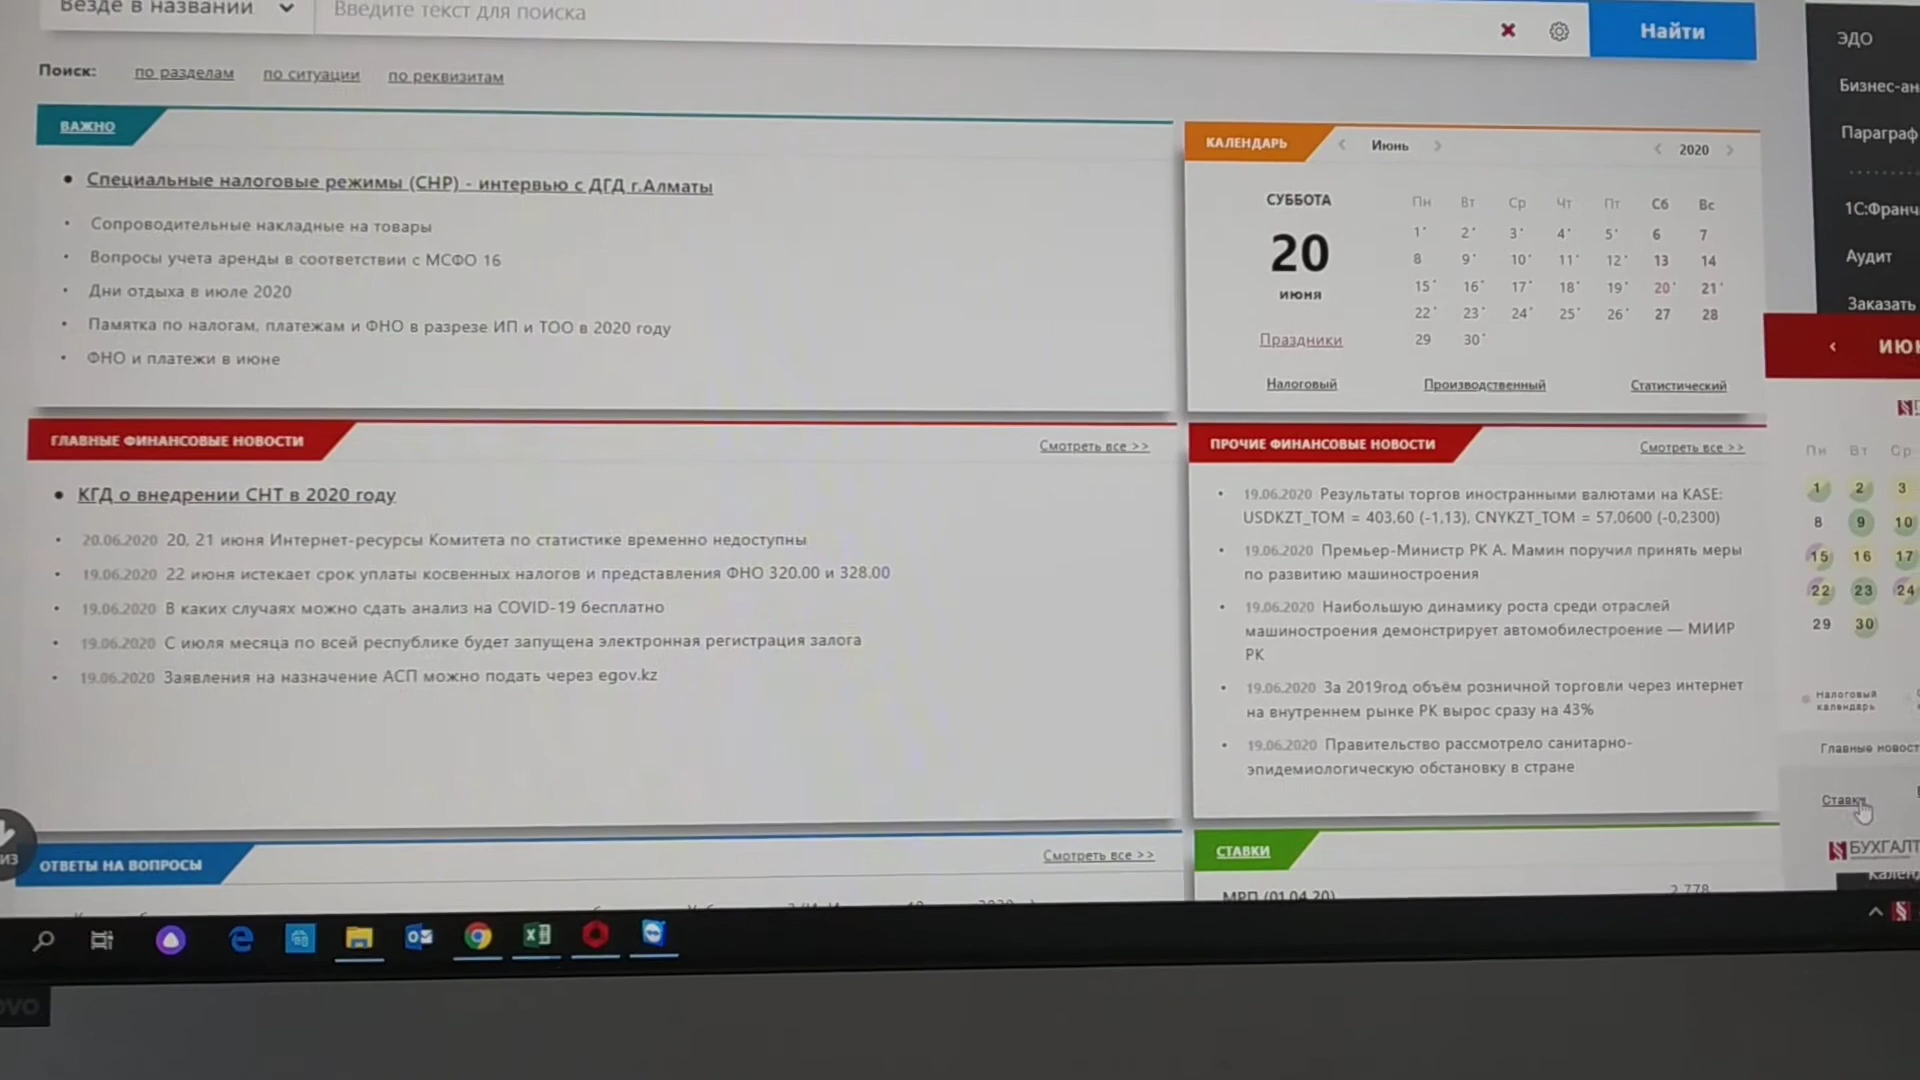 Везде в названии
Введите текст для поиска
Найти
Поиск:
по разделам
по ситуации
по реквизитам
ВАЖНО
Специальные налоговые режимы (СНР) - интервью с ДГД г.Алматы
Сопроводительные накладные на товары
Вопросы учета аренды в соответствии с МСФО 16
Дни отдыха в июле 2020
Памятка по налогам, платежам и ФНО в разрезе ИП и ТОО в 2020 году
ФНО и платежи в июне
КАЛЕНДАРЬ
Июнь
2020
СУББОТА
20
июня
Праздники
Пн Вт Ср Чт Пт Сб Вс
1 2 3 4 5 6 7
8 9 10 11 12 13 14
15 16 17 18 19 20 21
22 23 24 25 26 27 28
29 30
Налоговый
Производственный
Статистический
ГЛАВНЫЕ ФИНАНСОВЫЕ НОВОСТИ
Смотреть все >>
КГД о внедрении СНТ в 2020 году
20.06.2020 20, 21 июня Интернет-ресурсы Комитета по статистике временно недоступны
19.06.2020 22 июня истекает срок уплаты косвенных налогов и представления ФНО 320.00 и 328.00
19.06.2020 В каких случаях можно сдать анализ на COVID-19 бесплатно
19.06.2020 С июля месяца по всей республике будет запущена электронная регистрация залога
19.06.2020 Заявления на назначение АСП можно подать через egov.kz
ПРОЧИЕ ФИНАНСОВЫЕ НОВОСТИ
Смотреть все >>
19.06.2020 Результаты торгов иностранными валютами на KASE:
USDKZT_TOM = 403,60 (-1,13), CNYKZT_TOM = 57,0600 (-0,2300)
19.06.2020 Премьер-Министр РК А. Мамин поручил принять меры
по развитию машиностроения
19.06.2020 Наибольшую динамику роста среди отраслей
машиностроения демонстрирует автомобилестроение — МИИР
РК
19.06.2020 За 2019год объём розничной торговли через интернет
на внутреннем рынке РК вырос сразу на 43%
19.06.2020 Правительство рассмотрело санитарно-
эпидемиологическую обстановку в стране
ОТВЕТЫ НА ВОПРОСЫ
Смотреть все >>
СТАВКИ
МРП (01.04.20)
2 778
ЭДО
Бизнес-ан
Параграф
1С:Франч
Аудит
Заказать
ИЮН
Пн Вт Ср
1 2 3
8 9 10
15 16 17
22 23 24
29 30
Налоговый
календарь
Главные новост
Ставки
БУХГАЛТ
Календ